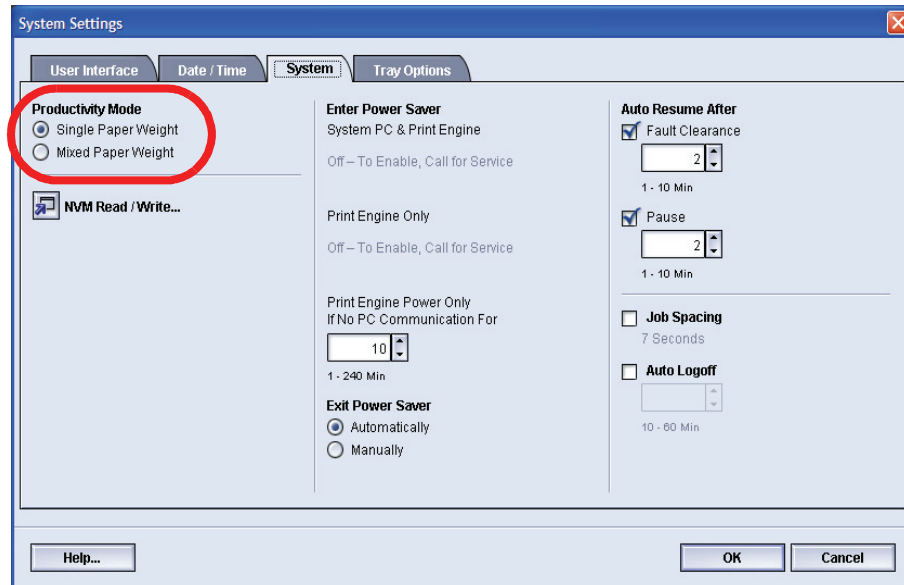 System Settings
User Interface
Date / Time
System
Tray Options
Productivity Mode
Single Paper Weight
Mixed Paper Weight
NVM Read / Write...
Enter Power Saver
System PC & Print Engine
Off – To Enable, Call for Service
Print Engine Only
Off – To Enable, Call for Service
Print Engine Power Only
If No PC Communication For
10
1 - 240 Min
Exit Power Saver
Automatically
Manually
Auto Resume After
Fault Clearance
2
1 - 10 Min
Pause
2
1 - 10 Min
Job Spacing
7 Seconds
Auto Logoff
10 - 60 Min
Help...
OK
Cancel